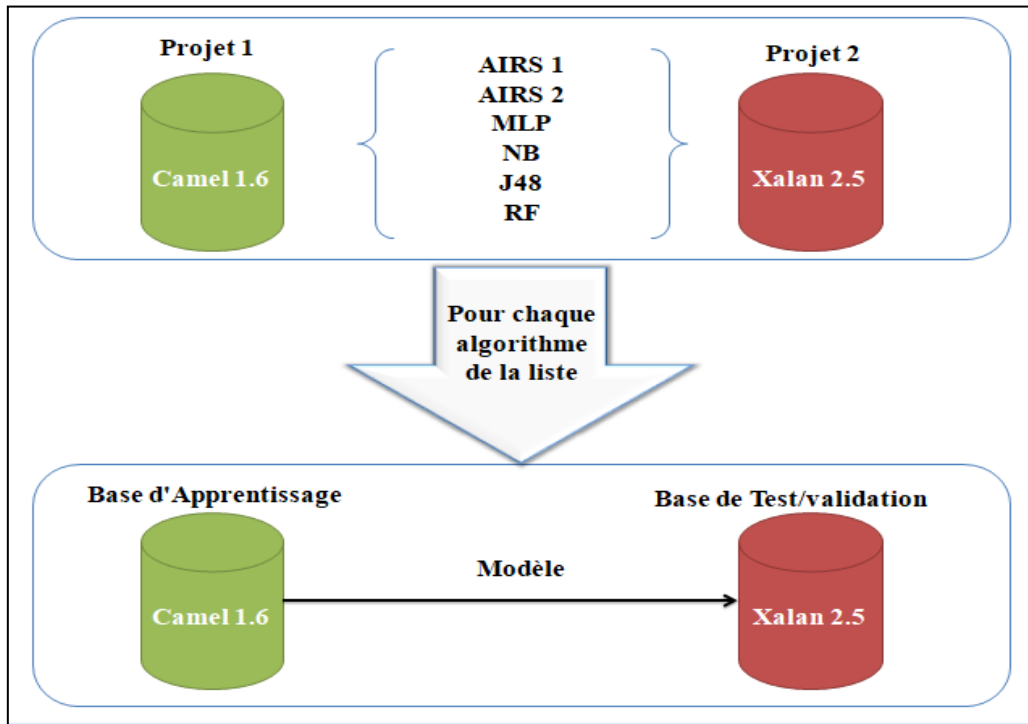 Projet 1
Camel 1.6
AIRS 1
AIRS 2
MLP
NB
J48
RF
Projet 2
Xalan 2.5
Pour chaque
algorithme
de la liste
Base d'Apprentissage
Camel 1.6
Modèle
Base de Test/validation
Xalan 2.5